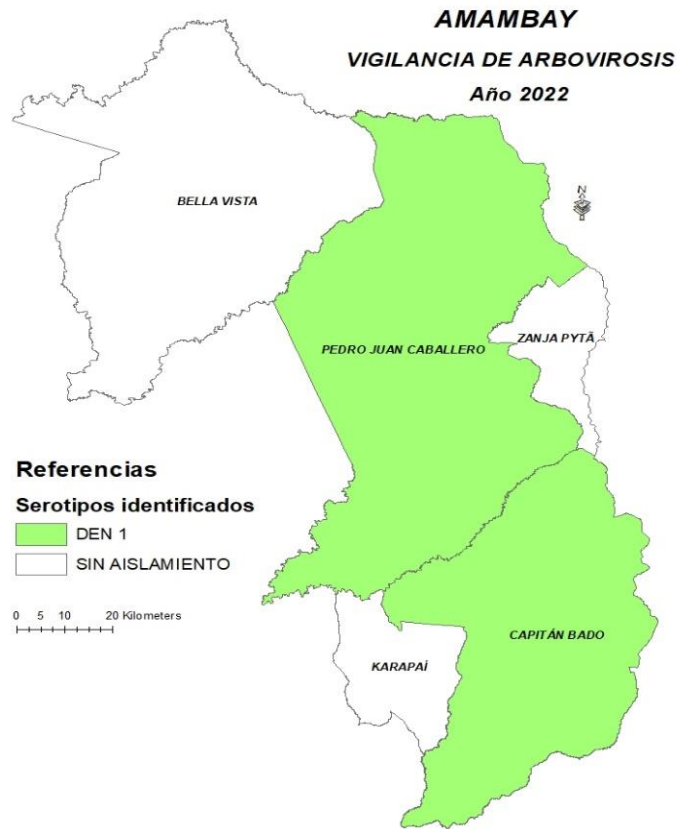 AMAMBAY
VIGILANCIA DE ARBOVIROSIS
Año 2022
N
BELLA VISTA
PEDRO JUAN CABALLERO
ZANJA PYTÃ
Referencias
Serotipos identificados
DEN 1
SIN AISLAMIENTO
0 5 10 20 Kilometers
CAPITÁN BADO
KARAPAÍ